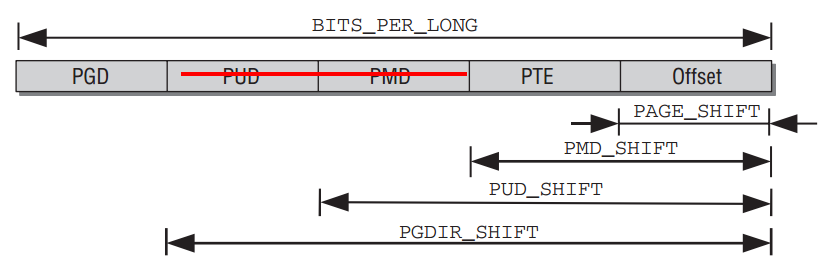 BITS_PER_LONG
PGD PUD PMD PTE Offset
PAGE_SHIFT
PMD_SHIFT
PUD_SHIFT
PGDIR_SHIFT